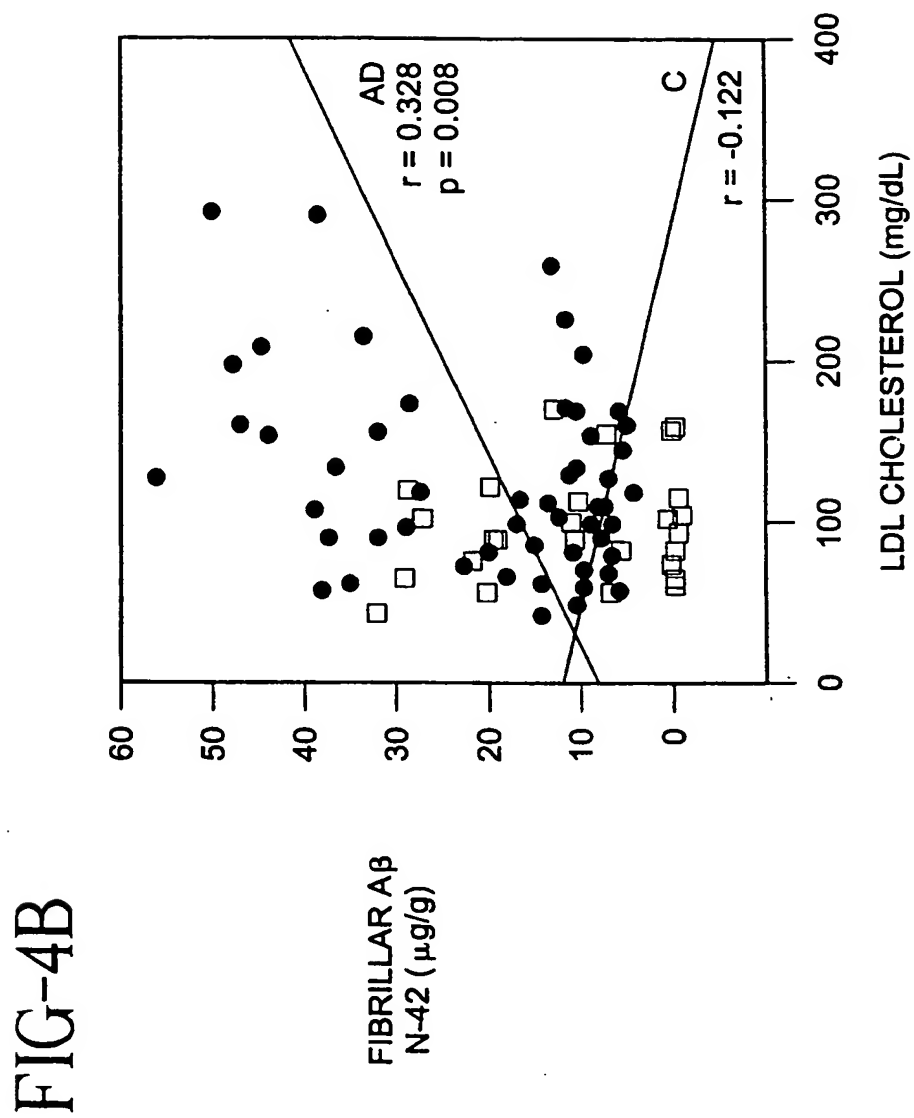 FIG-4B
FIBRILLAR Aβ
N-42 (μg/g)
60
50
40
30
20
10
0
AD
r = 0.328
p = 0.008
C
r = -0.122
0
100
200
300
400
LDL CHOLESTEROL (mg/dL)